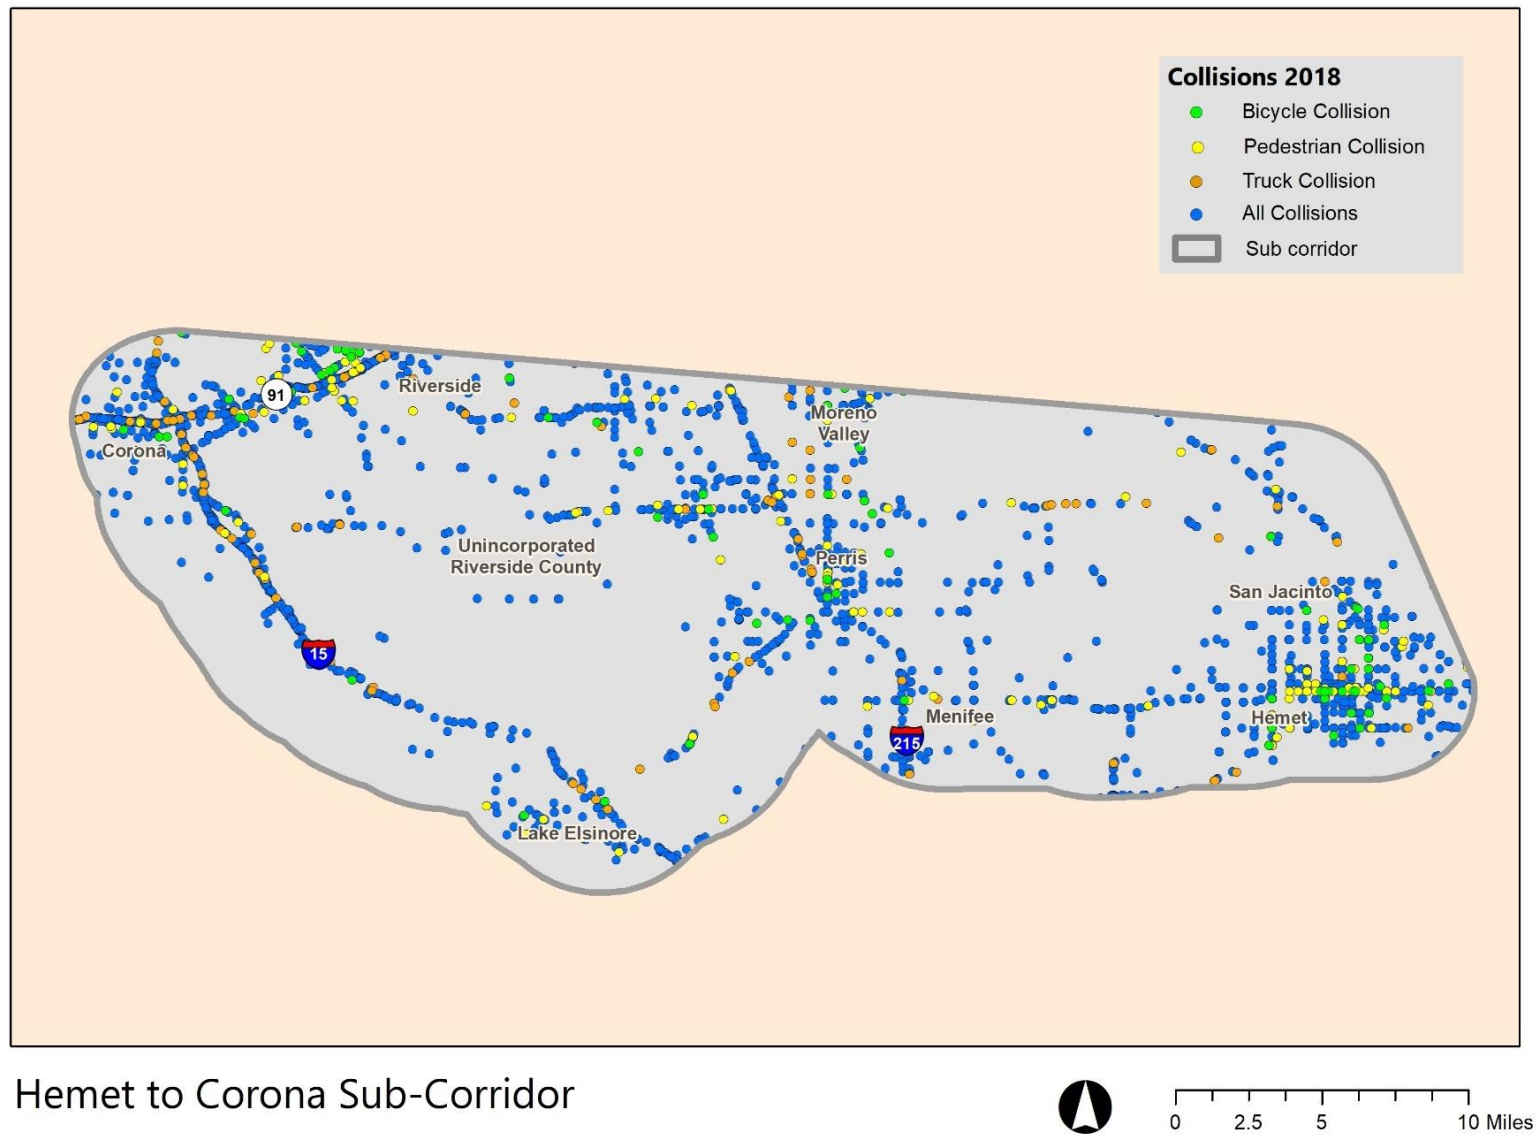 Collisions 2018
Bicycle Collision
Pedestrian Collision
Truck Collision
All Collisions
Sub corridor
91
Riverside
Corona
Moreno
Valley
Unincorporated
Riverside County
Perris
San Jacinto
15
Menifee
Hemet
215
Lake Elsinore
Hemet to Corona Sub-Corridor
0 2.5 5 10 Miles